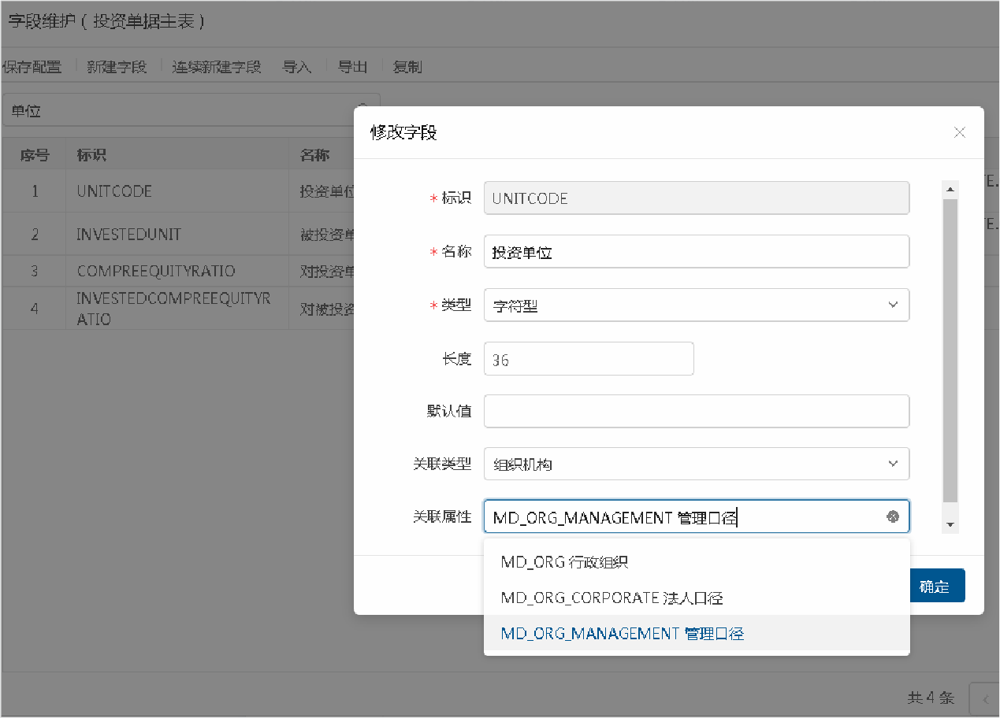 字段维护（投资单据主表）
保存配置 新建字段 连续新建字段 导入 导出 复制
单位
序号 标识 名称
1 UNITCODE 投资单位
2 INVESTEDUNIT 被投资单
3 COMPREEQUITYRATIO 对投资单
4 INVESTEDCOMPREEQUITYR
ATIO 对被投资
TE.
TE.
修改字段
* 标识 UNITCODE
* 名称 投资单位
* 类型 字符型
长度 36
默认值
关联类型 组织机构
关联属性 MD_ORG_MANAGEMENT 管理口径
MD_ORG 行政组织
MD_ORG_CORPORATE 法人口径
MD_ORG_MANAGEMENT 管理口径
确定
共 4 条